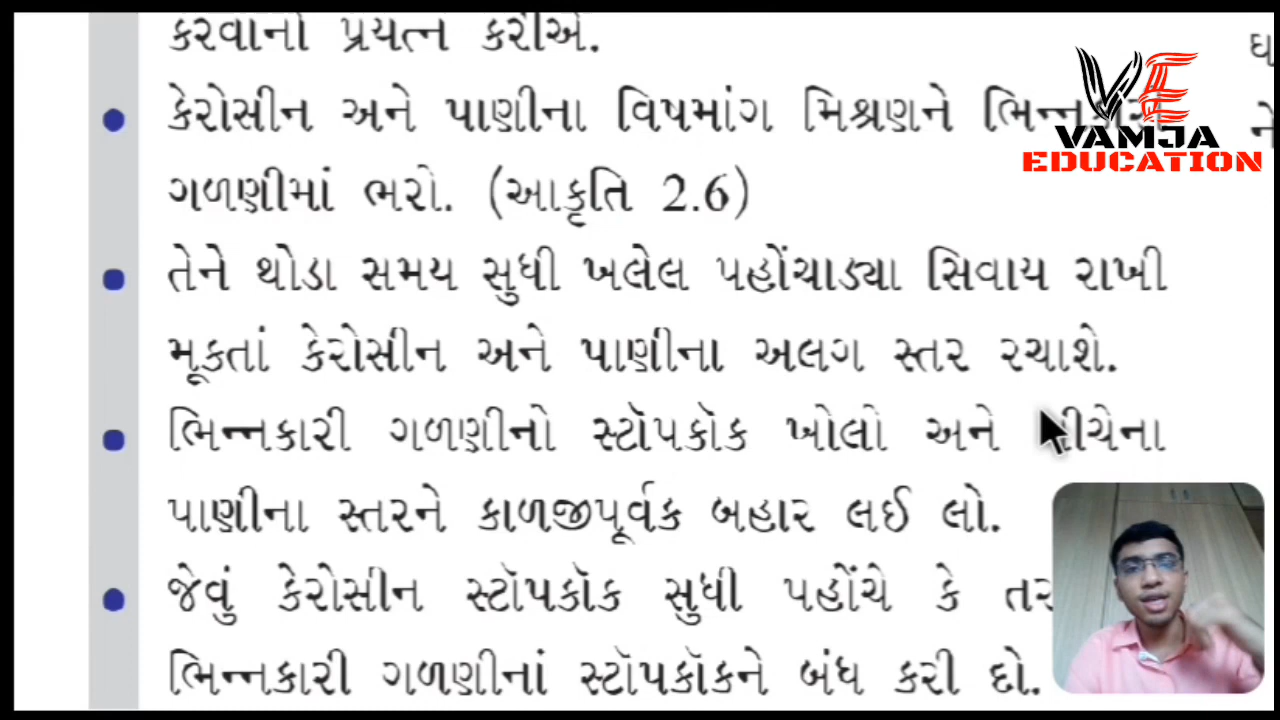 કરવાનો પ્રયત્ન કરીએ.
કેરોસીન અને પાણીના વિષમાંગ મિશ્રણને
ગળણીમાં ભરો. (આકૃતિ 2.6)
તેને થોડા સમય સુધી ખલેલ પહોંચાડ્યા સિવાય રાખી
મૂકતાં કેરોસીન અને પાણીના અલગ સ્તર રચાશે.
ભિન્નકારી ગળણીનો સ્ટૉપકૉક ખોલો અને
પાણીના સ્તરને કાળજીપૂર્વક બહાર લઈ લો.
જેવું કેરોસીન સ્ટૉપકૉક સુધી પહોંચે કે
ભિન્નકારી ગળણીનાં સ્ટૉપકૉકને બંધ કરી દો.
VE
VAMJA
EDUCATION